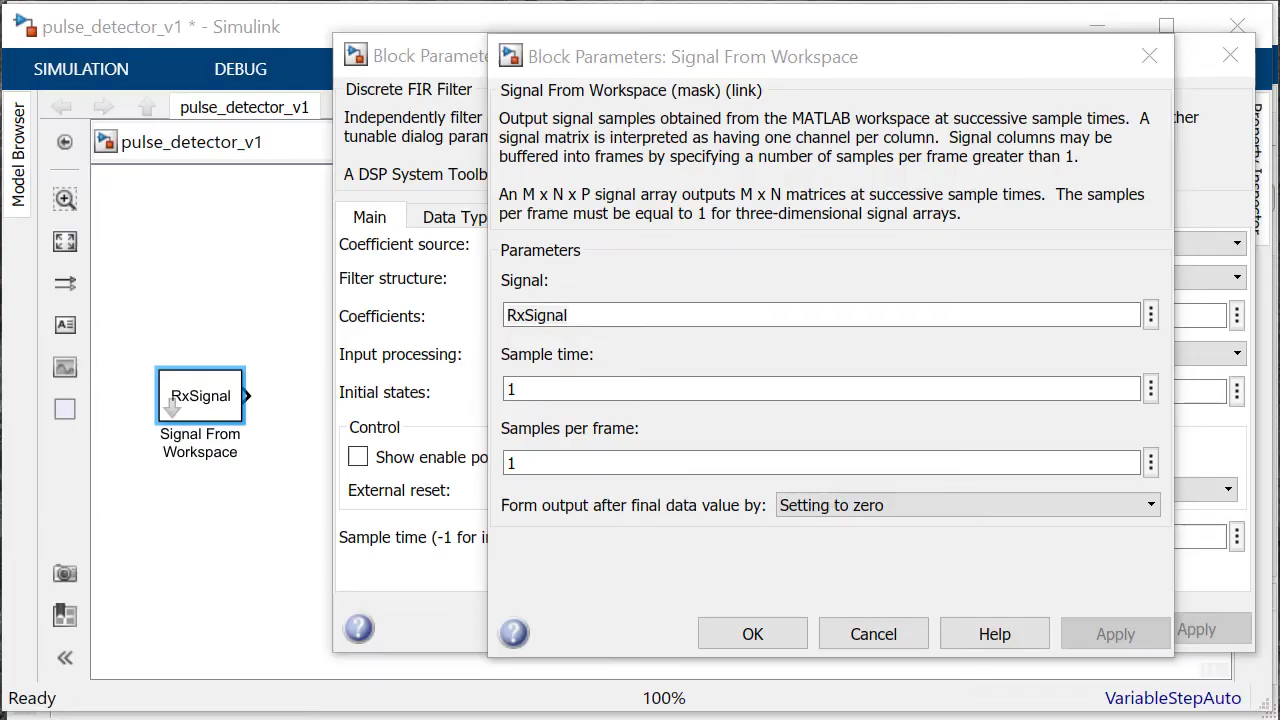 pulse_detector_v1 * - Simulink
SIMULATION
DEBUG
Model Browser
pulse_detector_v1
pulse_detector_v1
RxSignal
Signal From
Workspace
Block Paramete
Discrete FIR Filter
Independently filter
tunable dialog param
A DSP System Toolb
Main
Data Typ
Coefficient source:
Filter structure:
Coefficients:
Input processing:
Initial states:
Control
Show enable po
External reset:
Sample time (-1 for i
Block Parameters: Signal From Workspace
Signal From Workspace (mask) (link)
Output signal samples obtained from the MATLAB workspace at successive sample times. A
signal matrix is interpreted as having one channel per column. Signal columns may be
buffered into frames by specifying a number of samples per frame greater than 1.
An M x N x P signal array outputs M x N matrices at successive sample times. The samples
per frame must be equal to 1 for three-dimensional signal arrays.
Parameters
Signal:
RxSignal
Sample time:
1
Samples per frame:
1
Form output after final data value by:
Setting to zero
OK
Cancel
Help
Apply
ther
Apply
Property Inspector
Ready
100%
VariableStepAuto